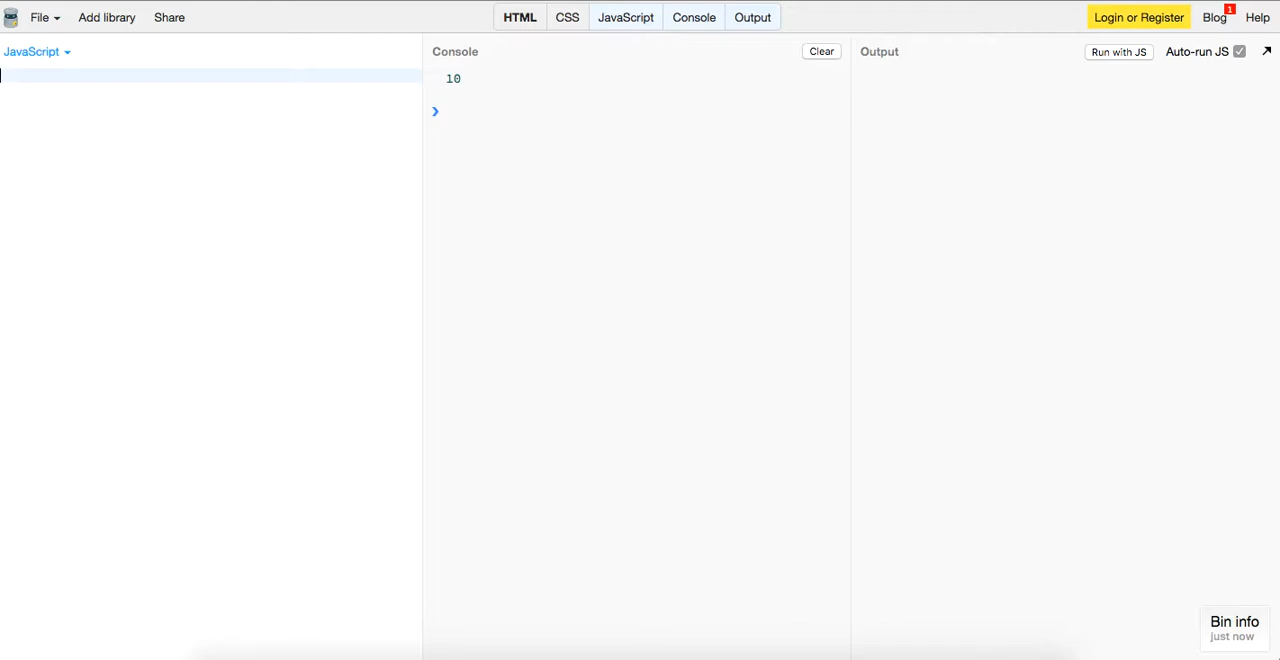 File Add library Share HTML CSS JavaScript Console Output Login or Register Blog 1 Help
JavaScript Console Clear Output Run with JS Auto-run JS
10
Bin info
just now